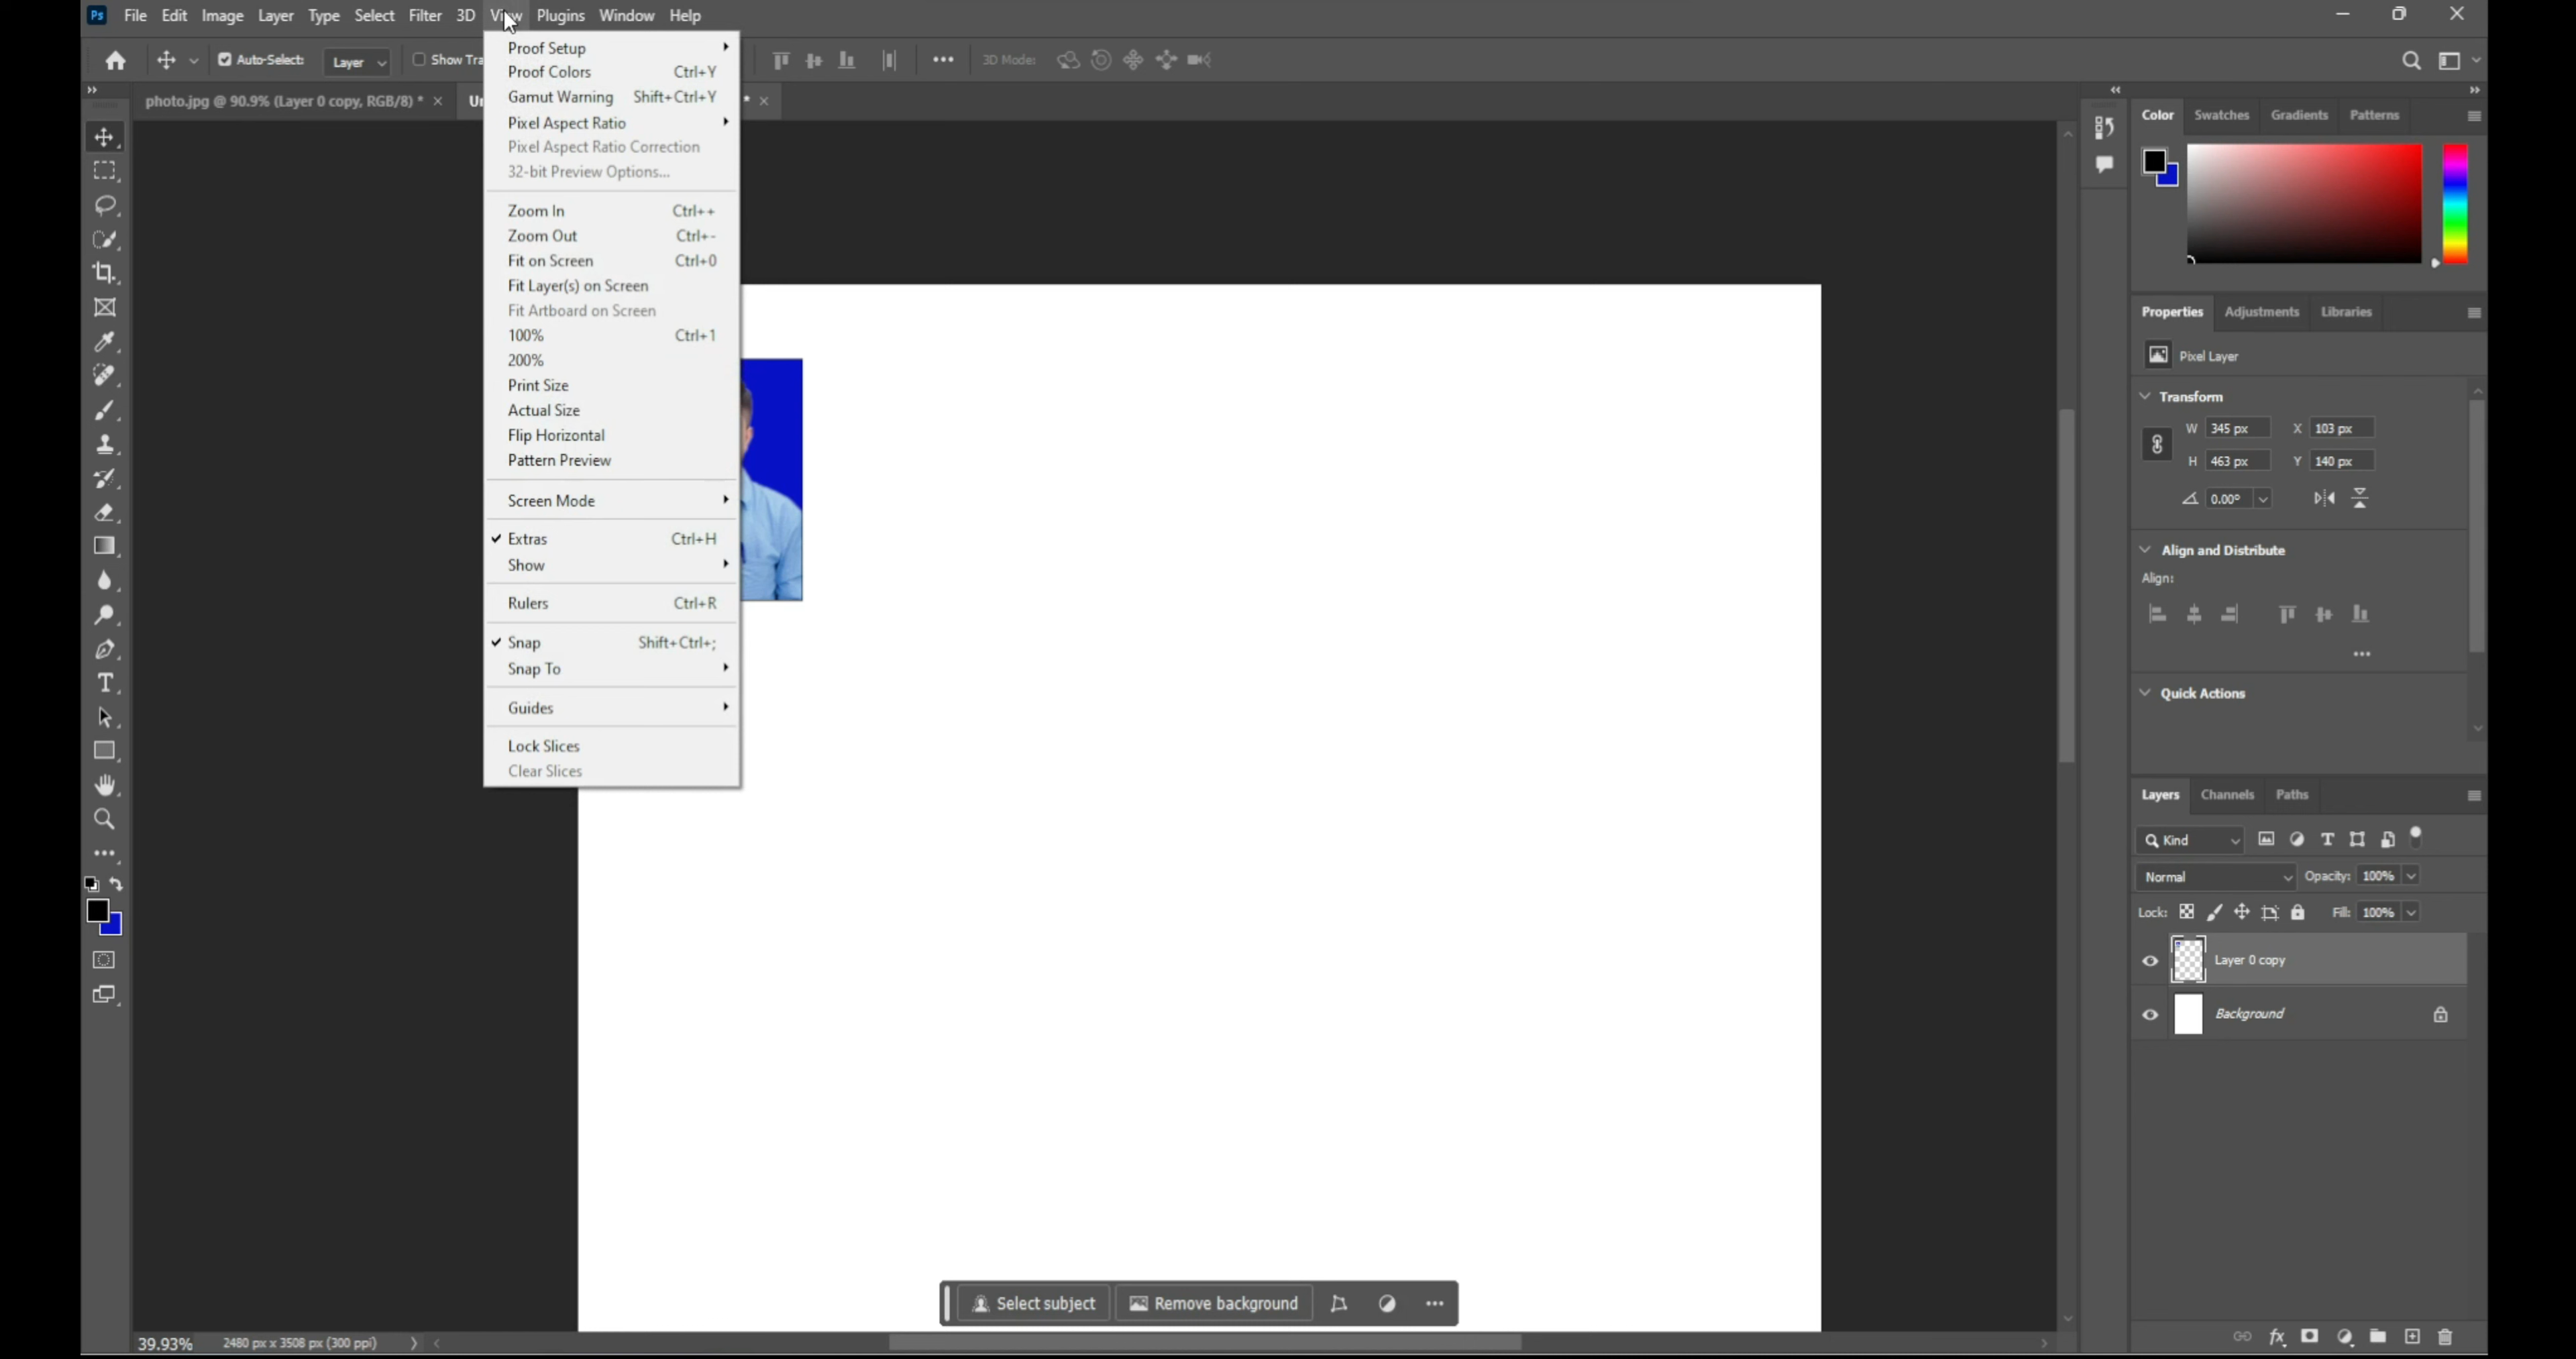 Ps File Edit Image Layer Type Select Filter 3D View Plugins Window Help
Auto-Select: Layer Show Tra 3D Mode:
photo.jpg @ 90.9% (Layer 0 copy, RGB/8) * × Un * ×
Proof Setup
Proof Colors Ctrl+Y
Gamut Warning Shift+Ctrl+Y
Pixel Aspect Ratio
Pixel Aspect Ratio Correction
32-bit Preview Options...
Zoom In Ctrl++
Zoom Out Ctrl+-
Fit on Screen Ctrl+0
Fit Layer(s) on Screen
Fit Artboard on Screen
100% Ctrl+1
200%
Print Size
Actual Size
Flip Horizontal
Pattern Preview
Screen Mode
Extras Ctrl+H
Show
Rulers Ctrl+R
Snap Shift+Ctrl+;
Snap To
Guides
Lock Slices
Clear Slices
Color Swatches Gradients Patterns
Properties Adjustments Libraries
Pixel Layer
Transform
W 345 px X 103 px
H 463 px Y 140 px
0.00°
Align and Distribute
Align:
Quick Actions
Layers Channels Paths
Kind
Normal Opacity: 100%
Lock: Fill: 100%
Layer 0 copy
Background
Select subject Remove background
39.93% 2480 px x 3508 px (300 ppi)